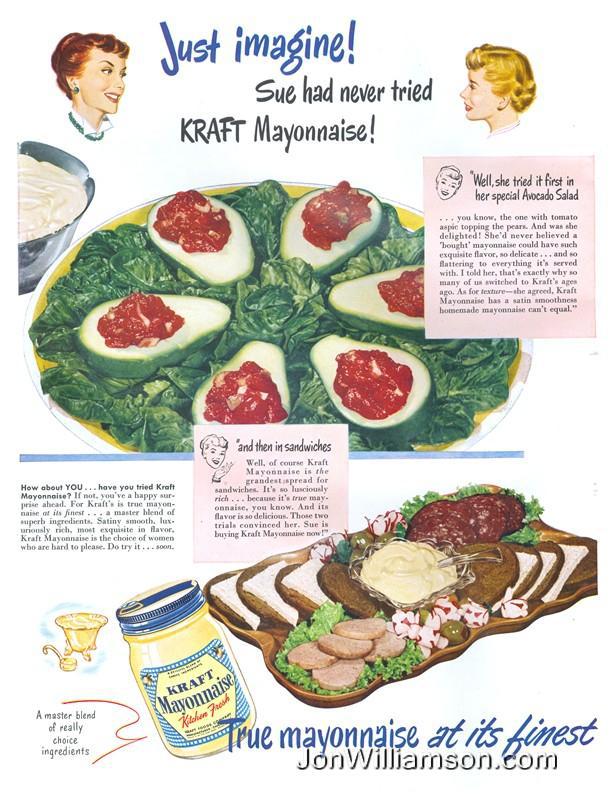 Just imagine!
Sue had never tried
KRAFT Mayonnaise!
"Well, she tried it first in
her special Avocado Salad
. . . you know, the one with tomato
aspic topping the pears. And was she
delighted! She'd never believed a
'bought' mayonnaise could have such
exquisite flavor, so delicate . . . and so
flattering to everything it's served
with. I told her, that's exactly why so
many of us switched to Kraft's ages
ago. As for texture—she agreed, Kraft
Mayonnaise has a satin smoothness
homemade mayonnaise can't equal."
"and then in sandwiches
Well, of course Kraft
Mayonnaise is the
grandest spread for
sandwiches. It's so lusciously
rich . . . because it's true may-
onnaise, you know. And its
flavor is so delicious. Those two
trials convinced her. Sue is
buying Kraft Mayonnaise now!"
How about YOU . . . have you tried Kraft
Mayonnaise? If not, you've a happy sur-
prise ahead. For Kraft's is true mayon-
naise at its finest . . . a master blend of
superb ingredients. Satiny smooth, lux-
uriously rich, most exquisite in flavor,
Kraft Mayonnaise is the choice of women
who are hard to please. Do try it . . . soon.
KRAFT
Mayonnaise
Kitchen Fresh
KRAFT FOODS COMPANY
A master blend
of really
choice
ingredients
True mayonnaise at its finest
JonWilliamson.com